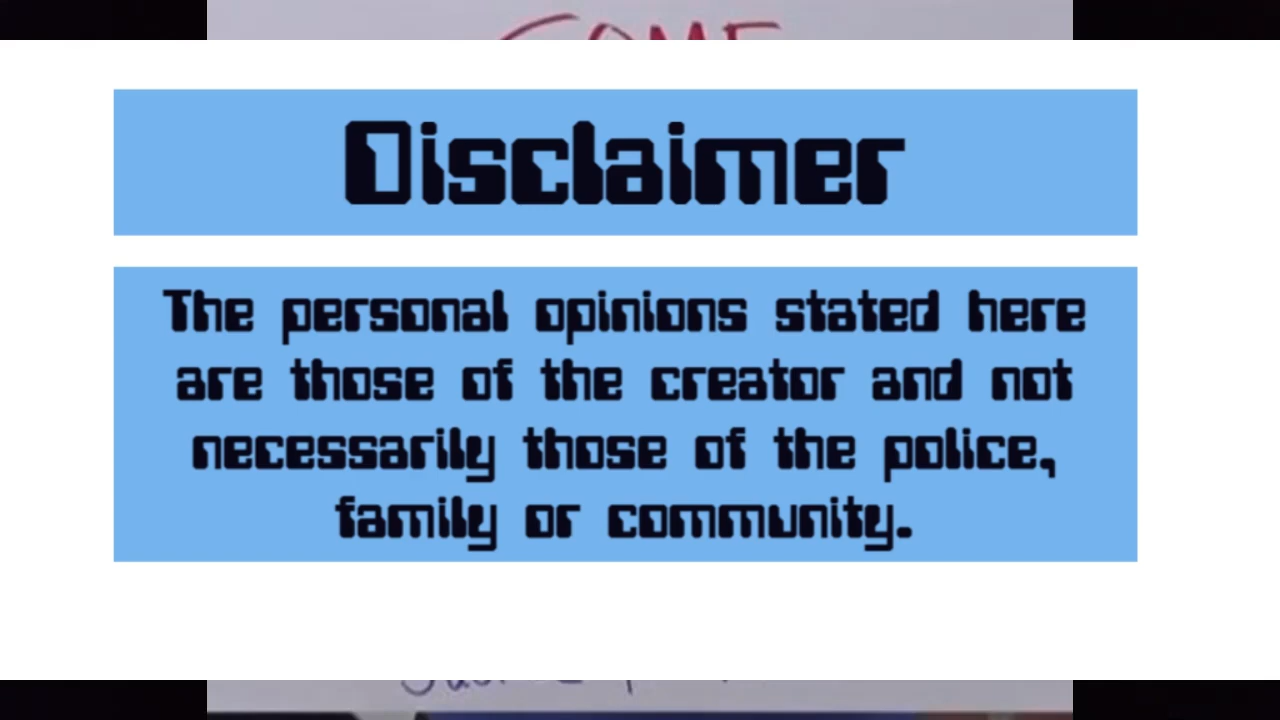 Disclaimer
The personal opinions stated here
are those of the creator and not
necessarily those of the police,
family or community.